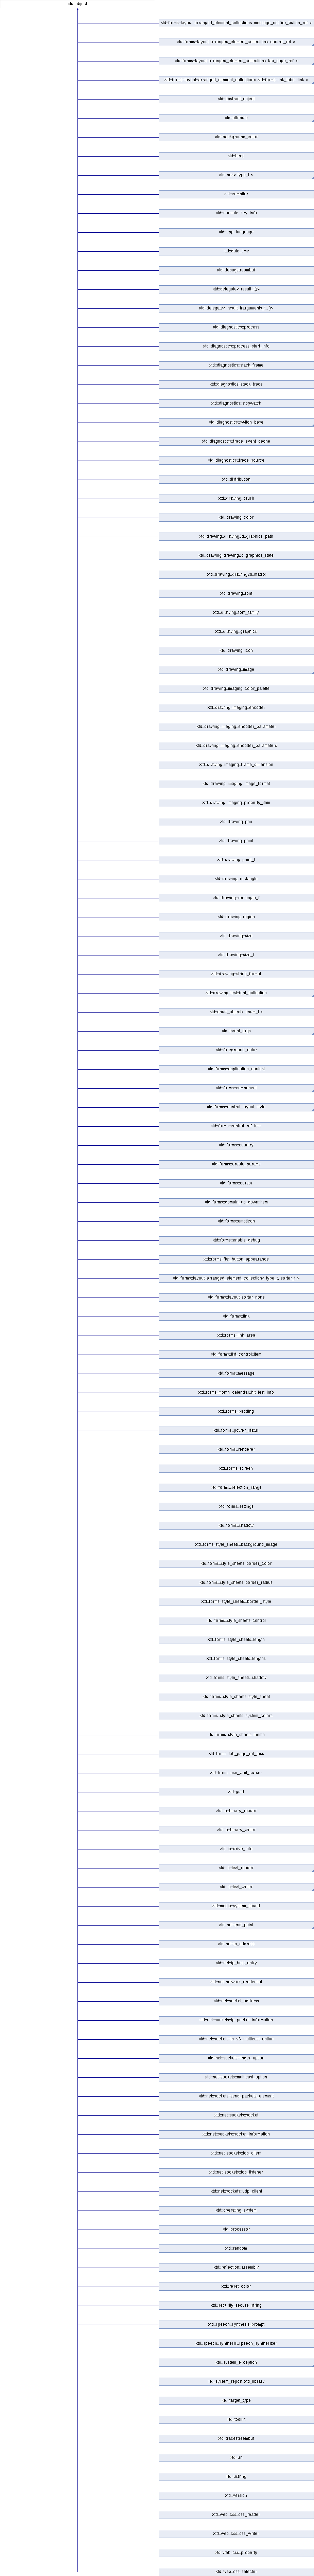 xtd::object
xtd::forms::layout::arranged_element_collection< message_notifier_button_ref >
xtd::forms::layout::arranged_element_collection< control_ref >
xtd::forms::layout::arranged_element_collection< tab_page_ref >
xtd::forms::layout::arranged_element_collection< xtd::forms::link_label::link >
xtd::abstract_object
xtd::attribute
xtd::background_color
xtd::beep
xtd::box< type_t >
xtd::compiler
xtd::console_key_info
xtd::cpp_language
xtd::date_time
xtd::debugstreambuf
xtd::delegate< result_t()>
xtd::delegate< result_t(arguments_t...)>
xtd::diagnostics::process
xtd::diagnostics::process_start_info
xtd::diagnostics::stack_frame
xtd::diagnostics::stack_trace
xtd::diagnostics::stopwatch
xtd::diagnostics::switch_base
xtd::diagnostics::trace_event_cache
xtd::diagnostics::trace_source
xtd::distribution
xtd::drawing::brush
xtd::drawing::color
xtd::drawing::drawing2d::graphics_path
xtd::drawing::drawing2d::graphics_state
xtd::drawing::drawing2d::matrix
xtd::drawing::font
xtd::drawing::font_family
xtd::drawing::graphics
xtd::drawing::icon
xtd::drawing::image
xtd::drawing::imaging::color_palette
xtd::drawing::imaging::encoder
xtd::drawing::imaging::encoder_parameter
xtd::drawing::imaging::encoder_parameters
xtd::drawing::imaging::frame_dimension
xtd::drawing::imaging::image_format
xtd::drawing::imaging::property_item
xtd::drawing::pen
xtd::drawing::point
xtd::drawing::point_f
xtd::drawing::rectangle
xtd::drawing::rectangle_f
xtd::drawing::region
xtd::drawing::size
xtd::drawing::size_f
xtd::drawing::string_format
xtd::drawing::text::font_collection
xtd::enum_object< enum_t >
xtd::event_args
xtd::foreground_color
xtd::forms::application_context
xtd::forms::component
xtd::forms::control_layout_style
xtd::forms::control_ref_less
xtd::forms::country
xtd::forms::create_params
xtd::forms::cursor
xtd::forms::domain_up_down::item
xtd::forms::emoticon
xtd::forms::enable_debug
xtd::forms::flat_button_appearance
xtd::forms::layout::arranged_element_collection< type_t, sorter_t >
xtd::forms::layout::sorter_none
xtd::forms::link
xtd::forms::link_area
xtd::forms::list_control::item
xtd::forms::message
xtd::forms::month_calendar::hit_test_info
xtd::forms::padding
xtd::forms::power_status
xtd::forms::renderer
xtd::forms::screen
xtd::forms::selection_range
xtd::forms::settings
xtd::forms::shadow
xtd::forms::style_sheets::background_image
xtd::forms::style_sheets::border_color
xtd::forms::style_sheets::border_radius
xtd::forms::style_sheets::border_style
xtd::forms::style_sheets::control
xtd::forms::style_sheets::length
xtd::forms::style_sheets::lengths
xtd::forms::style_sheets::shadow
xtd::forms::style_sheets::style_sheet
xtd::forms::style_sheets::system_colors
xtd::forms::style_sheets::theme
xtd::forms::tab_page_ref_less
xtd::forms::use_wait_cursor
xtd::guid
xtd::io::binary_reader
xtd::io::binary_writer
xtd::io::drive_info
xtd::io::text_reader
xtd::io::text_writer
xtd::media::system_sound
xtd::net::end_point
xtd::net::ip_address
xtd::net::ip_host_entry
xtd::net::network_credential
xtd::net::socket_address
xtd::net::sockets::ip_packet_information
xtd::net::sockets::ip_v6_multicast_option
xtd::net::sockets::linger_option
xtd::net::sockets::multicast_option
xtd::net::sockets::send_packets_element
xtd::net::sockets::socket
xtd::net::sockets::socket_information
xtd::net::sockets::tcp_client
xtd::net::sockets::tcp_listener
xtd::net::sockets::udp_client
xtd::operating_system
xtd::processor
xtd::random
xtd::reflection::assembly
xtd::reset_color
xtd::security::secure_string
xtd::speech::synthesis::prompt
xtd::speech::synthesis::speech_synthesizer
xtd::system_exception
xtd::system_report::xtd_library
xtd::target_type
xtd::toolkit
xtd::tracestreambuf
xtd::uri
xtd::ustring
xtd::version
xtd::web::css::css_reader
xtd::web::css::css_writer
xtd::web::css::property
xtd::web::css::selector